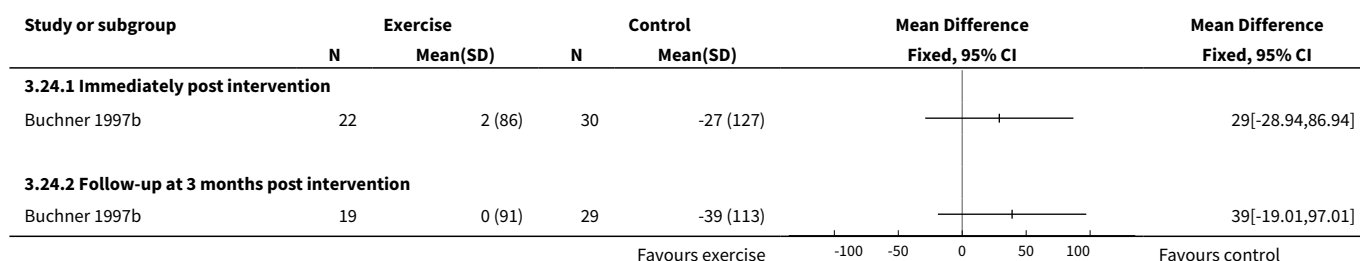 Study or subgroup Exercise Control Mean Difference Mean Difference
N Mean(SD) N Mean(SD) Fixed, 95% CI Fixed, 95% CI
3.24.1 Immediately post intervention
Buchner 1997b 22 2 (86) 30 -27 (127) 29[-28.94,86.94]
3.24.2 Follow-up at 3 months post intervention
Buchner 1997b 19 0 (91) 29 -39 (113) 39[-19.01,97.01]
Favours exercise -100 -50 0 50 100 Favours control